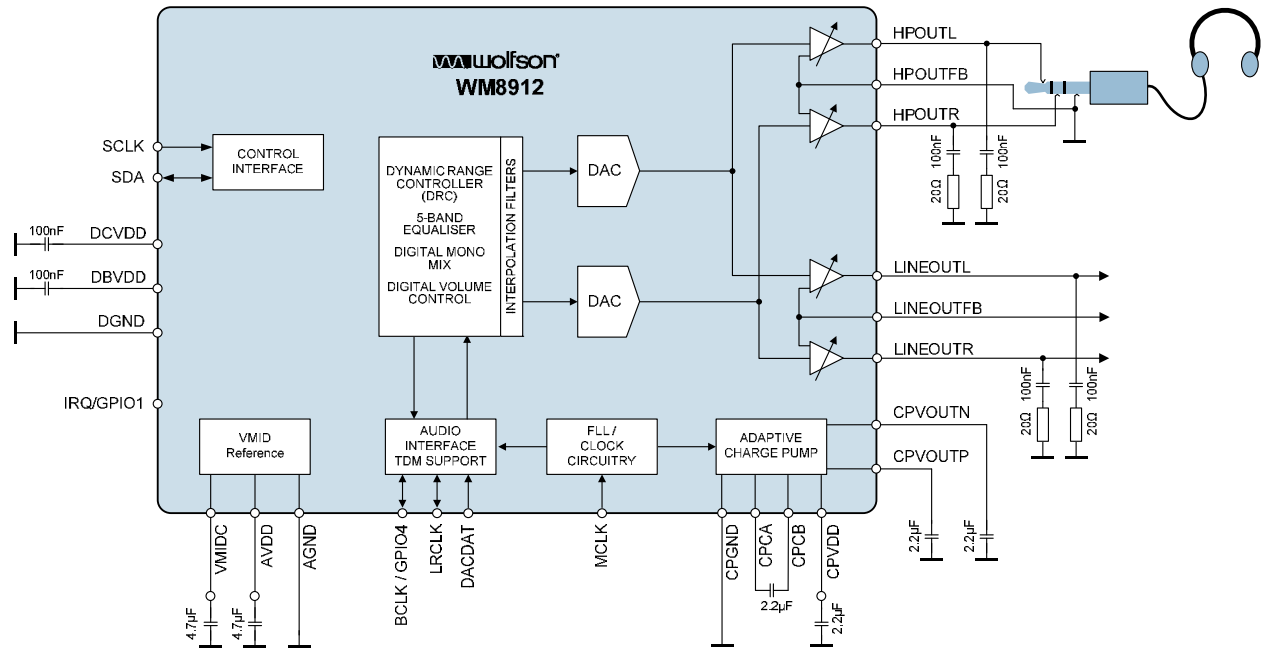 wolfson®
WM8912
HPOUTL
HPOUTFB
HPOUTR
100nF
20Ω
100nF
20Ω
SCLK
SDA
CONTROL
INTERFACE
DYNAMIC RANGE
CONTROLLER
(DRC)
5-BAND
EQUALISER
DIGITAL MONO
MIX
DIGITAL VOLUME
CONTROL
INTERPOLATION FILTERS
DAC
DAC
100nF
DCVDD
100nF
DBVDD
DGND
IRQ/GPIO1
LINEOUTL
LINEOUTFB
LINEOUTR
100nF
20Ω
100nF
20Ω
VMID
Reference
AUDIO
INTERFACE
TDM SUPPORT
FLL /
CLOCK
CIRCUITRY
ADAPTIVE
CHARGE PUMP
CPVOUTN
CPVOUTP
2.2µF
2.2µF
VMIDC
AVDD
AGND
BCLK / GPIO4
LRCLK
DACDAT
MCLK
CPGND
CPCA
CPCB
CPVDD
4.7µF
4.7µF
2.2µF
2.2µF